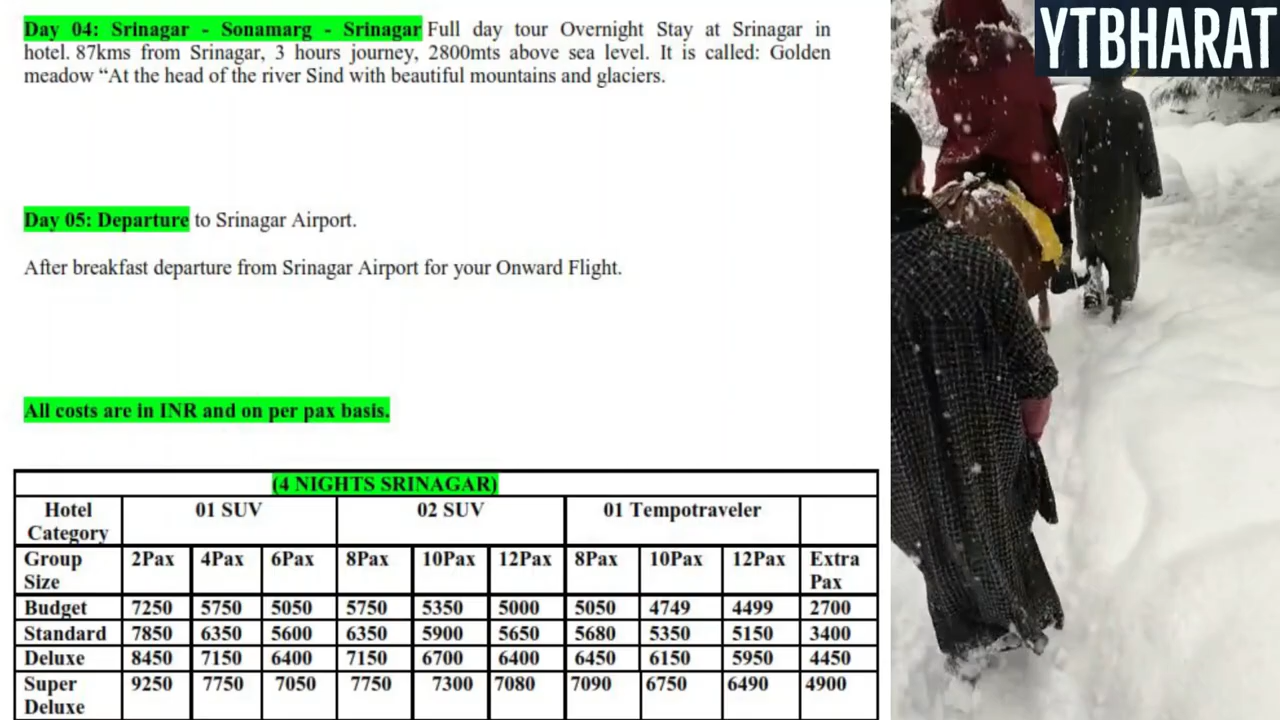 Day 04: Srinagar - Sonamarg - Srinagar Full day tour Overnight Stay at Srinagar in
hotel. 87kms from Srinagar, 3 hours journey, 2800mts above sea level. It is called: Golden
meadow “At the head of the river Sind with beautiful mountains and glaciers.
YTBHARAT
Day 05: Departure to Srinagar Airport.
After breakfast departure from Srinagar Airport for your Onward Flight.
All costs are in INR and on per pax basis.
(4 NIGHTS SRINAGAR)
Hotel Category 01 SUV 02 SUV 01 Tempotraveler
Group Size 2Pax 4Pax 6Pax 8Pax 10Pax 12Pax 8Pax 10Pax 12Pax Extra Pax
Budget 7250 5750 5050 5750 5350 5000 5050 4749 4499 2700
Standard 7850 6350 5600 6350 5900 5650 5680 5350 5150 3400
Deluxe 8450 7150 6400 7150 6700 6400 6450 6150 5950 4450
Super Deluxe 9250 7750 7050 7750 7300 7080 7090 6750 6490 4900